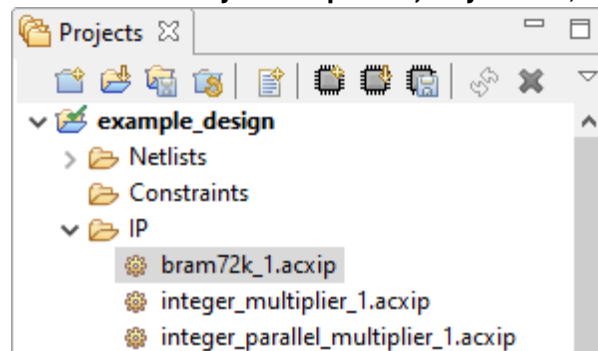 Projects
example_design
Netlists
Constraints
IP
bram72k_1.acxip
integer_multiplier_1.acxip
integer_parallel_multiplier_1.acxip